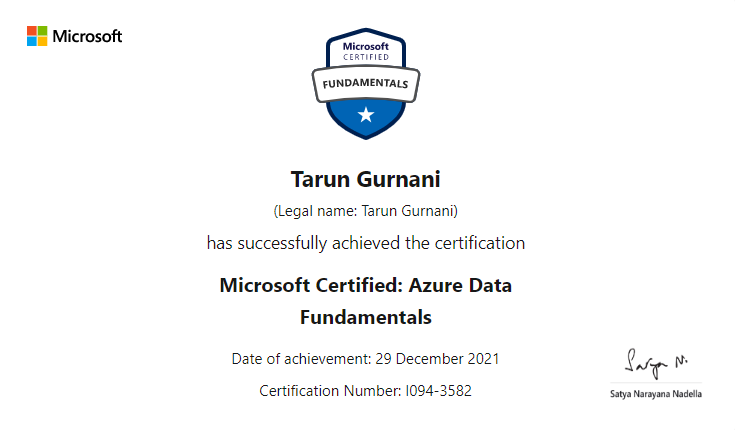 Microsoft
Microsoft
CERTIFIED
FUNDAMENTALS
Tarun Gurnani
(Legal name: Tarun Gurnani)
has successfully achieved the certification
Microsoft Certified: Azure Data
Fundamentals
Date of achievement: 29 December 2021
Certification Number: I094-3582
Satya N.
Satya Narayana Nadella